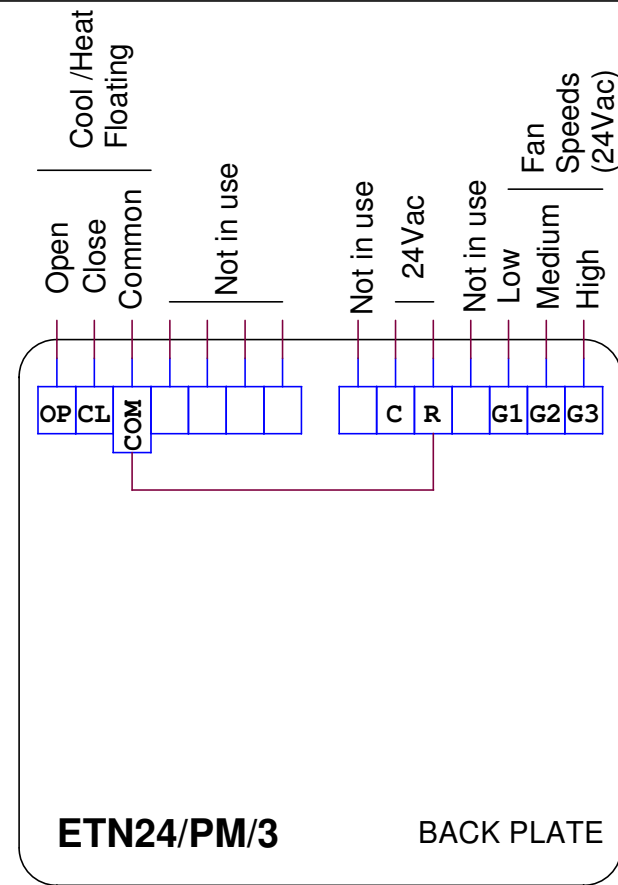 Cool /Heat
Floating
Open
Close
Common
Not in use
Not in use
24Vac
Not in use
Fan
Speeds
(24Vac)
Low
Medium
High
OP CL COM C R G1 G2 G3
ETN24/PM/3 BACK PLATE